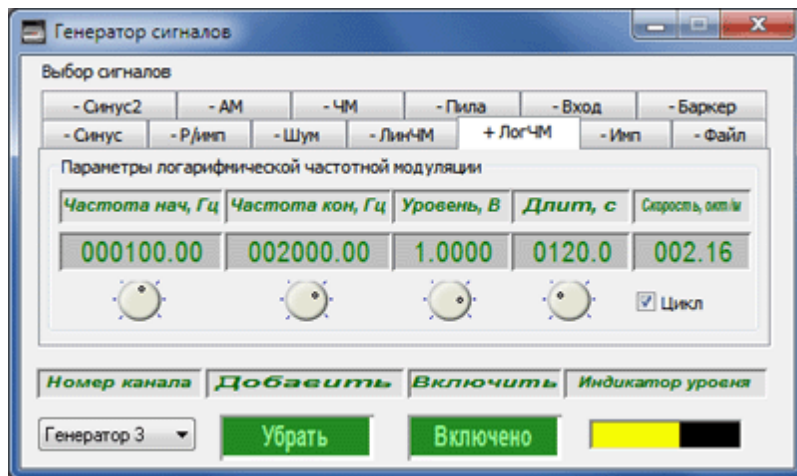 Генератор сигналов
Выбор сигналов
- Синус2 - АМ - ЧМ - Пила - Вход - Баркер
- Синус - Р/имп - Шум - ЛинЧМ + ЛогЧМ - Имп - Файл
Параметры логарифмической частотной модуляции
Частота нач, Гц Частота кон, Гц Уровень, В Длит, с Скорость, окт/м
000100.00 002000.00 1.0000 0120.0 002.16
Цикл
Номер канала Добавить Включить Индикатор уровня
Генератор 3 Убрать Включено